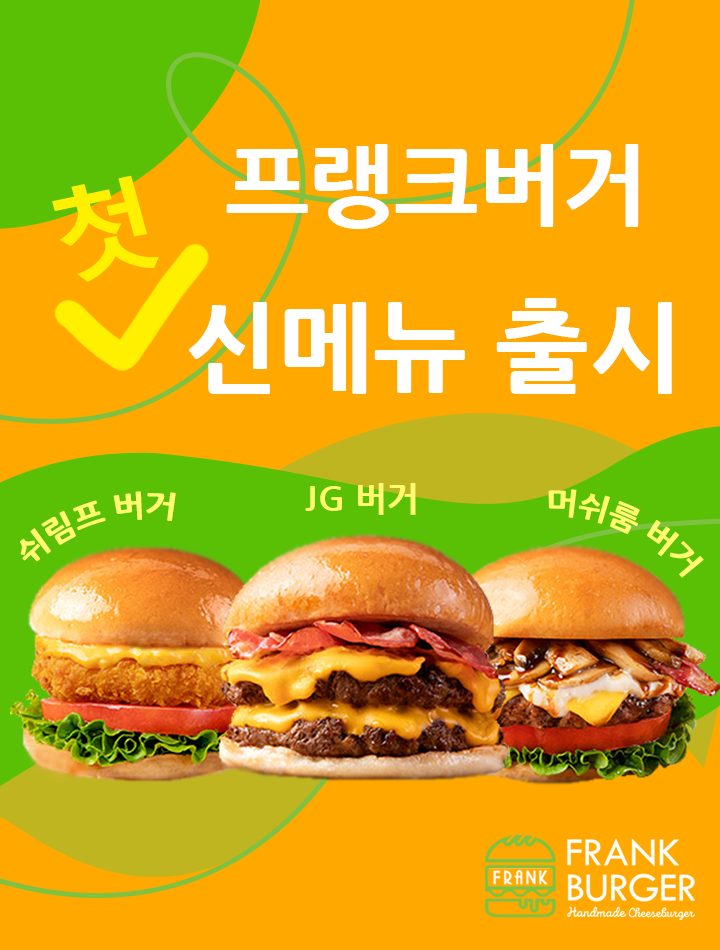 프랭크버거
첫
신메뉴 출시
쉬림프 버거
JG 버거
머쉬룸 버거
FRANK
FRANK
BURGER
Handmade Cheeseburger